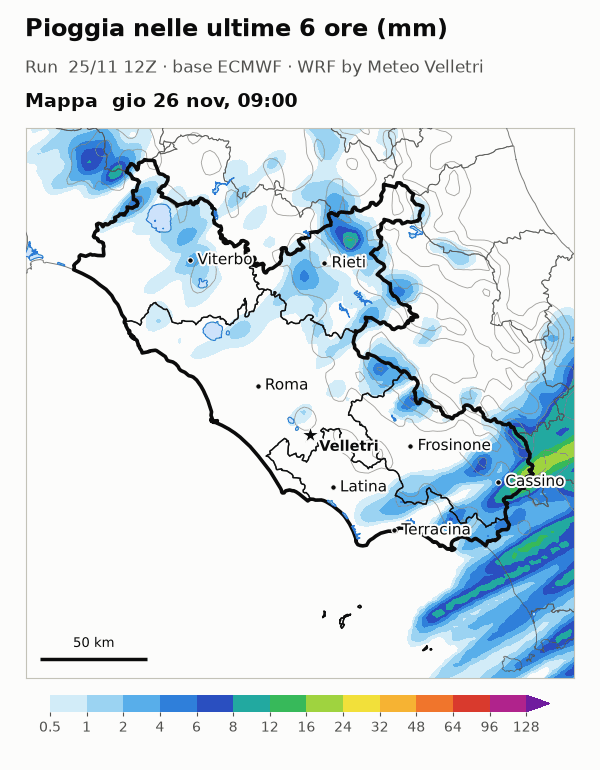 Pioggia nelle ultime 6 ore (mm)
Run 25/11 12Z · base ECMWF · WRF by Meteo Velletri
Mappa gio 26 nov, 09:00
Viterbo
Rieti
Roma
Velletri
Frosinone
Latina
Cassino
Terracina
50 km
0.5 1 2 4 6 8 12 16 24 32 48 64 96 128